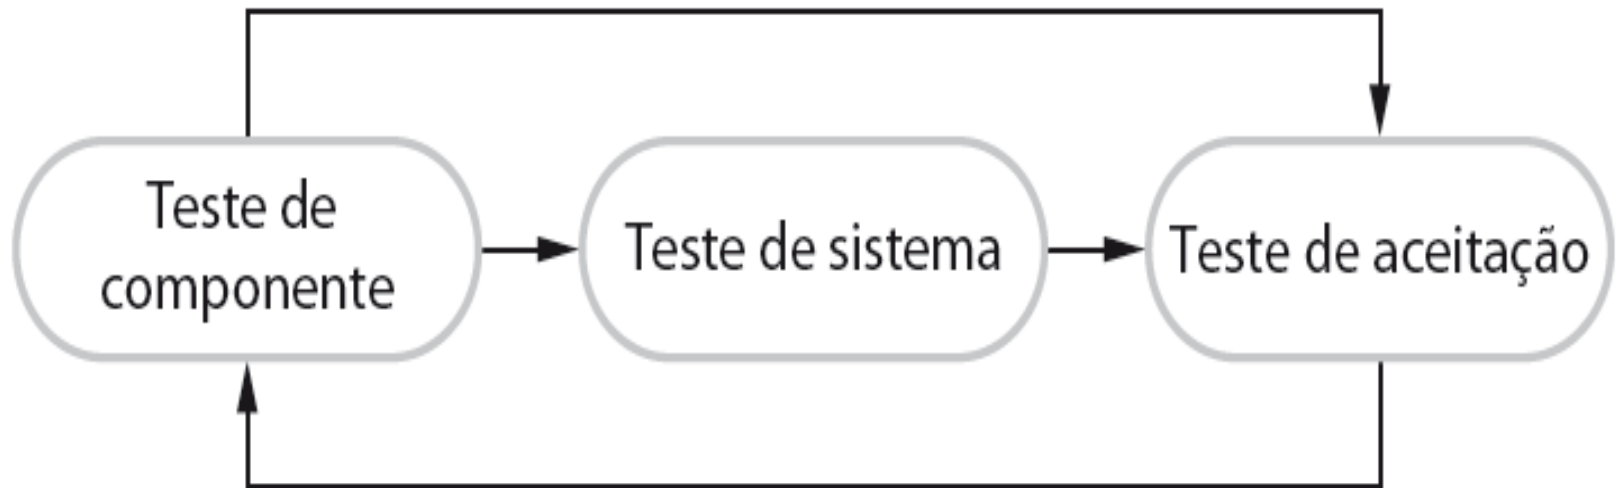 Teste de
componente
Teste de sistema
Teste de aceitação